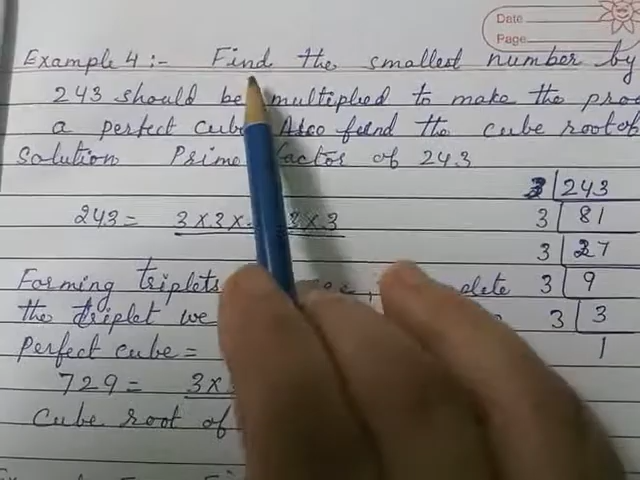 Date
Page
Example 4 :- Find the smallest number by
243 should be multiplied to make the pro
a perfect cube Also find the cube root of
Solution Prime factor of 243
3 | 243
243 = 3 x 3 x 3 x 3
3 | 81
3 | 27
Forming triplets
3 | 9
the triplet we
3 | 3
perfect cube =
1
729 = 3 x
Cube root of